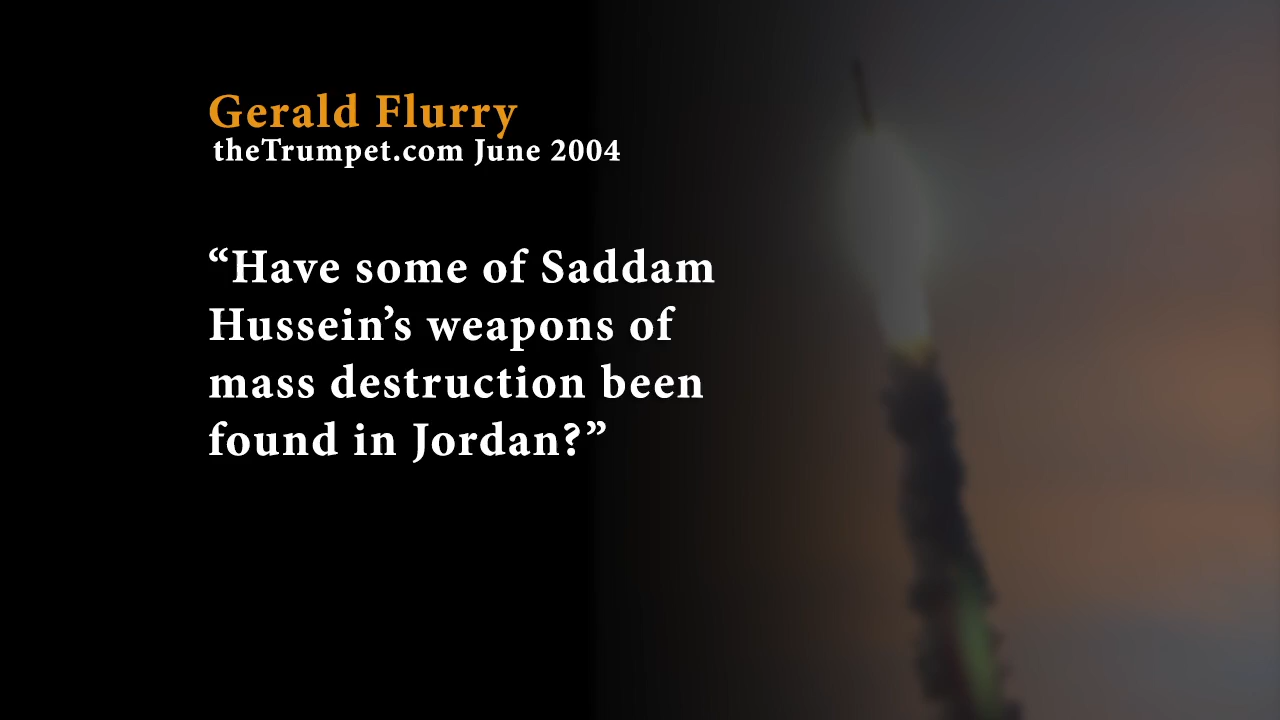 Gerald Flurry
theTrumpet.com June 2004
“Have some of Saddam
Hussein’s weapons of
mass destruction been
found in Jordan?”